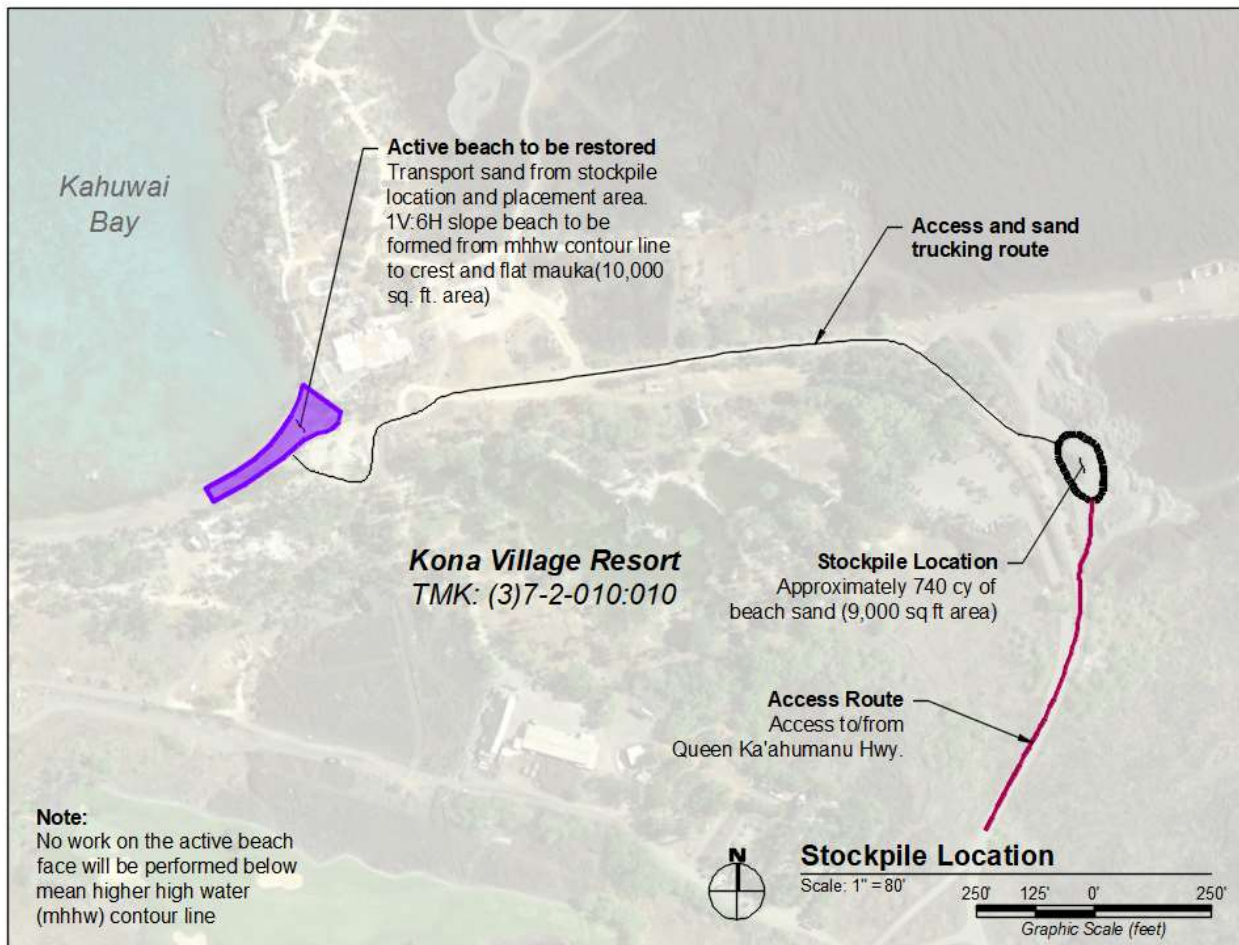 Kahuwai
Bay
Active beach to be restored
Transport sand from stockpile
location and placement area.
1V:6H slope beach to be
formed from mhhw contour line
to crest and flat mauka(10,000
sq. ft. area)
Access and sand
trucking route
Kona Village Resort
TMK: (3)7-2-010:010
Stockpile Location
Approximately 740 cy of
beach sand (9,000 sq ft area)
Access Route
Access to/from
Queen Ka'ahumanu Hwy.
Note:
No work on the active beach
face will be performed below
mean higher high water
(mhhw) contour line
N
Stockpile Location
Scale: 1" = 80'
250' 125' 0' 250'
Graphic Scale (feet)